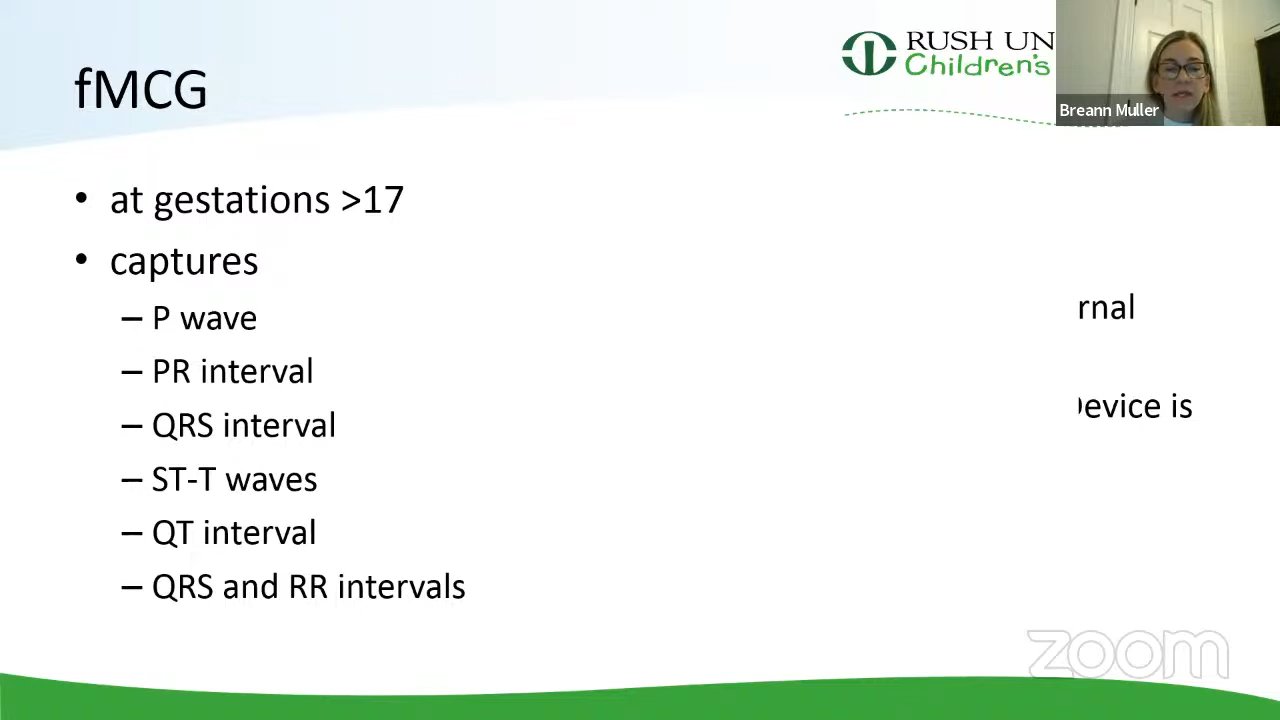 RUSH UN
Children's
Breann Muller
fMCG
• at gestations >17
• captures
– P wave
– PR interval
– QRS interval
– ST-T waves
– QT interval
– QRS and RR intervals
rnal
evice is
zoom